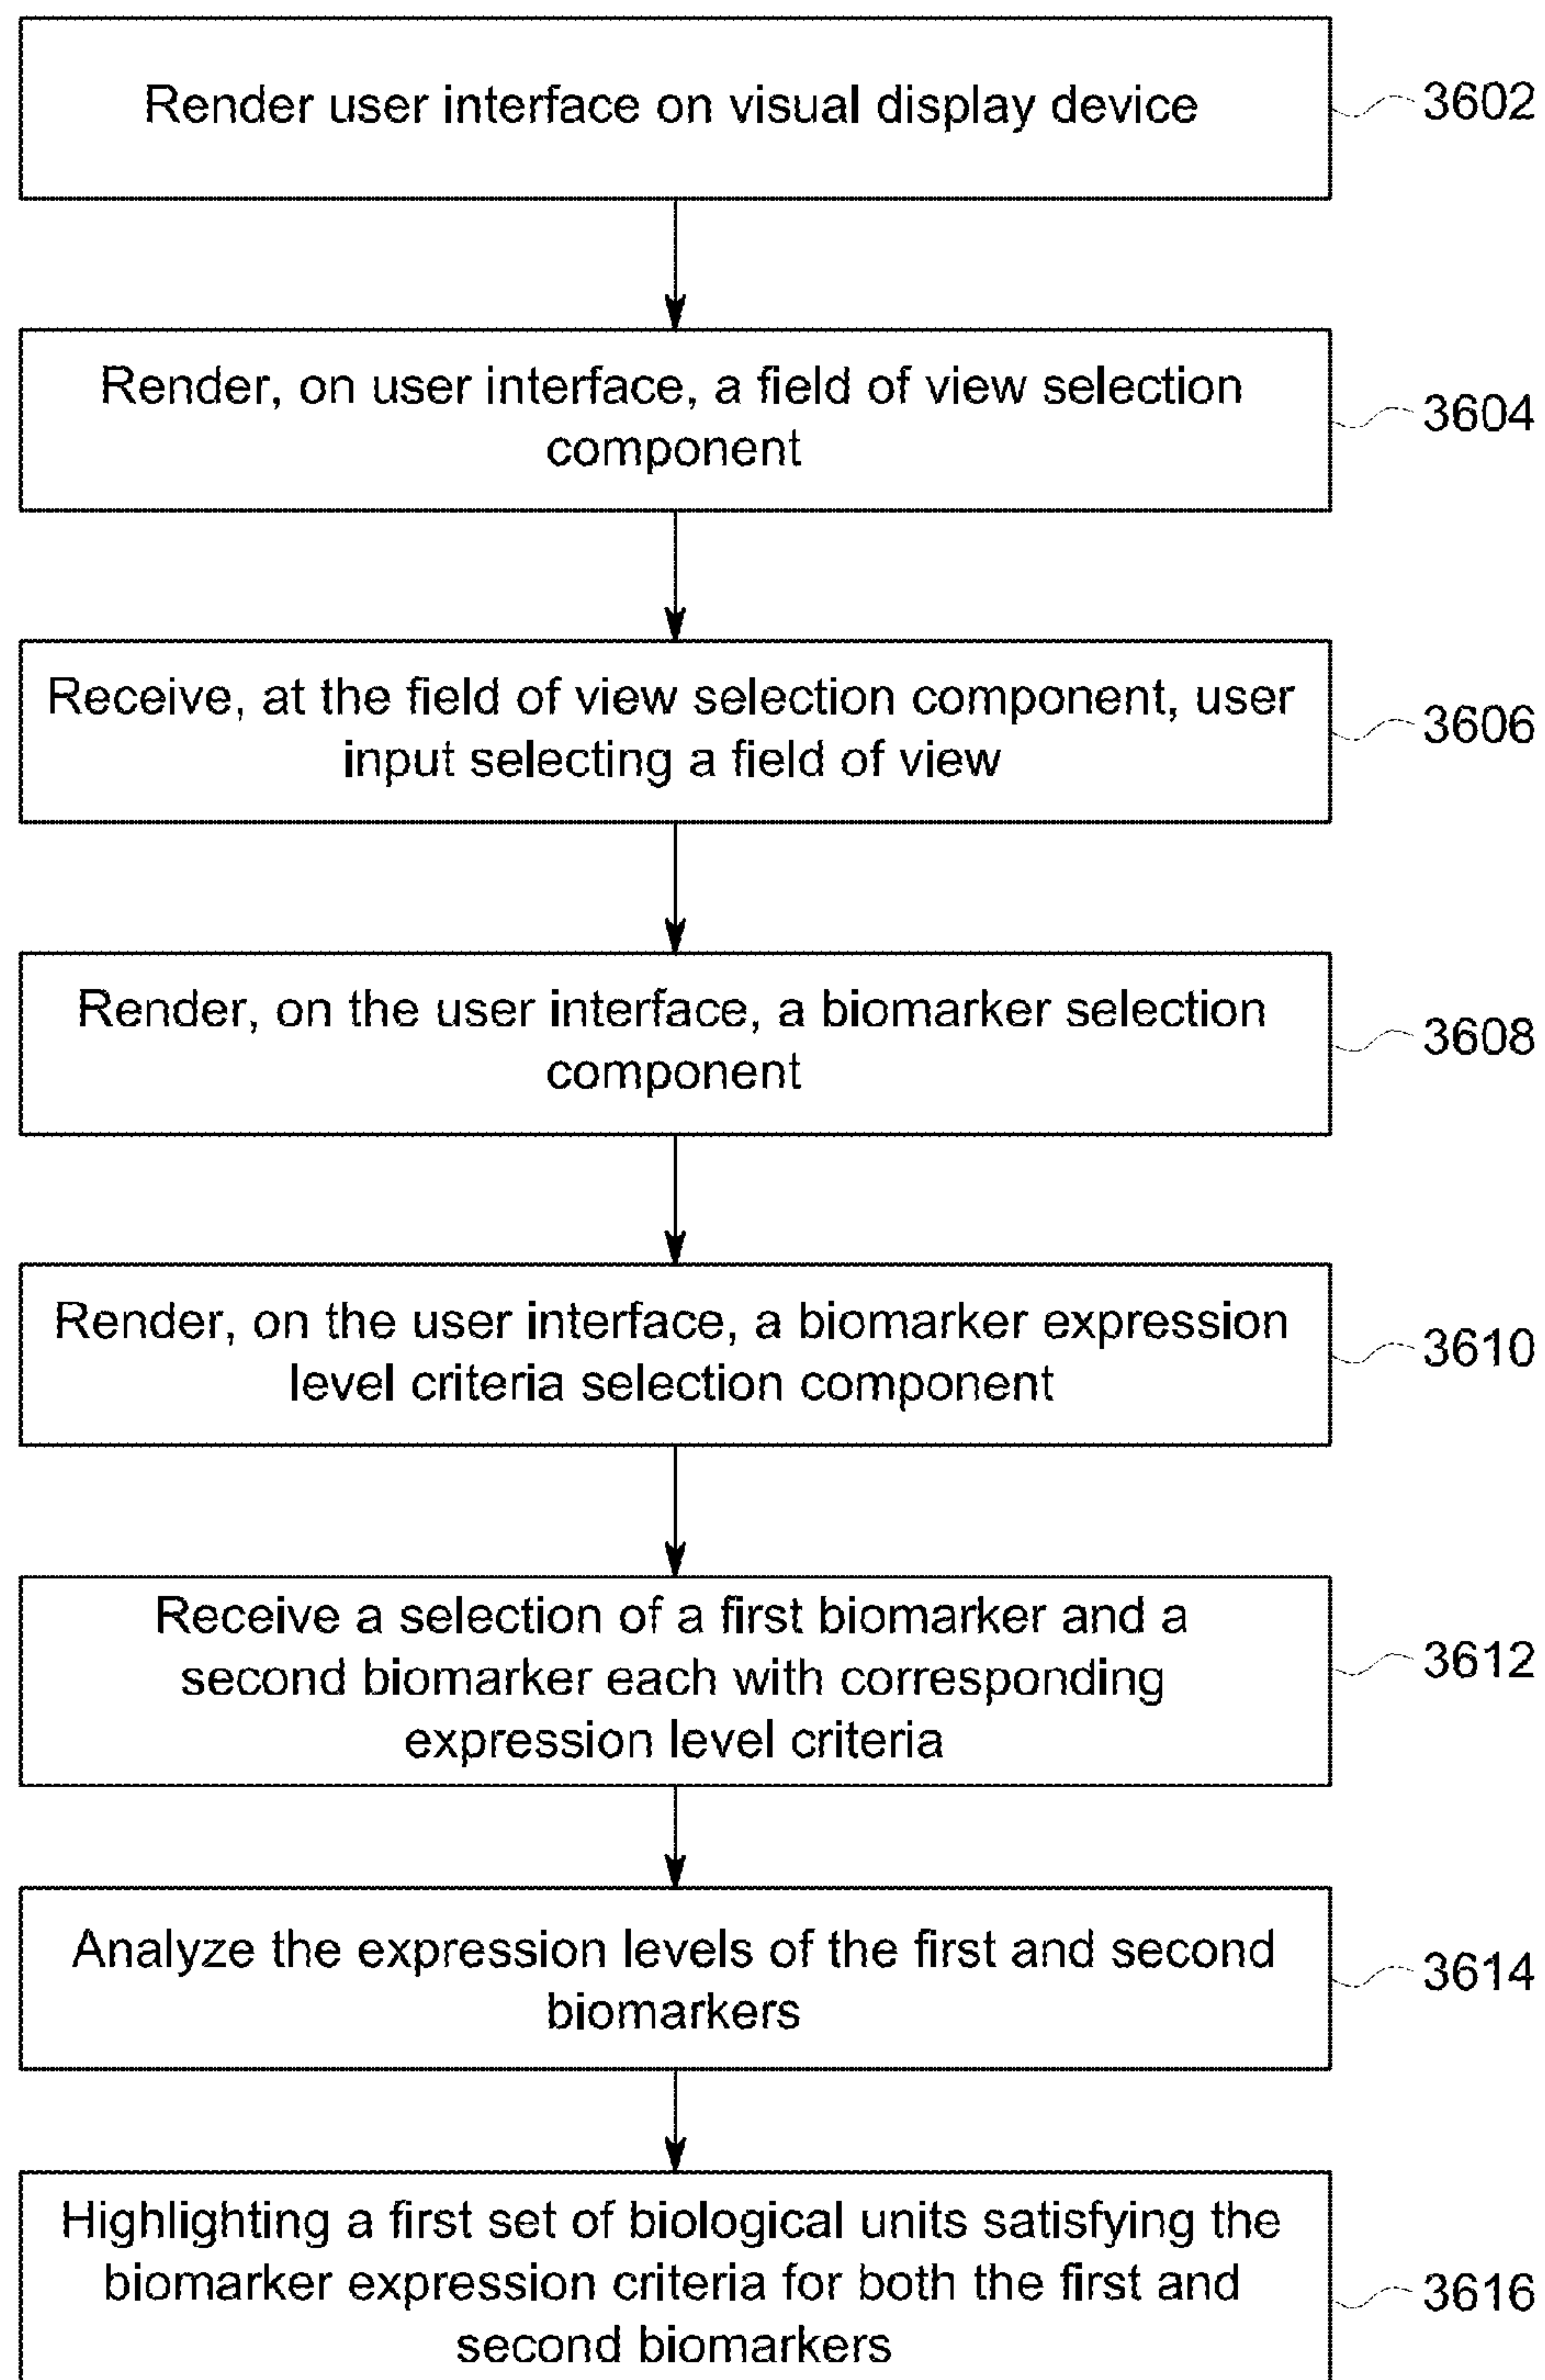 Render user interface on visual display device
3602
Render, on user interface, a field of view selection
component
3604
Receive, at the field of view selection component, user
input selecting a field of view
3606
Render, on the user interface, a biomarker selection
component
3608
Render, on the user interface, a biomarker expression
level criteria selection component
3610
Receive a selection of a first biomarker and a
second biomarker each with corresponding
expression level criteria
3612
Analyze the expression levels of the first and second
biomarkers
3614
Highlighting a first set of biological units satisfying the
biomarker expression criteria for both the first and
second biomarkers
3616